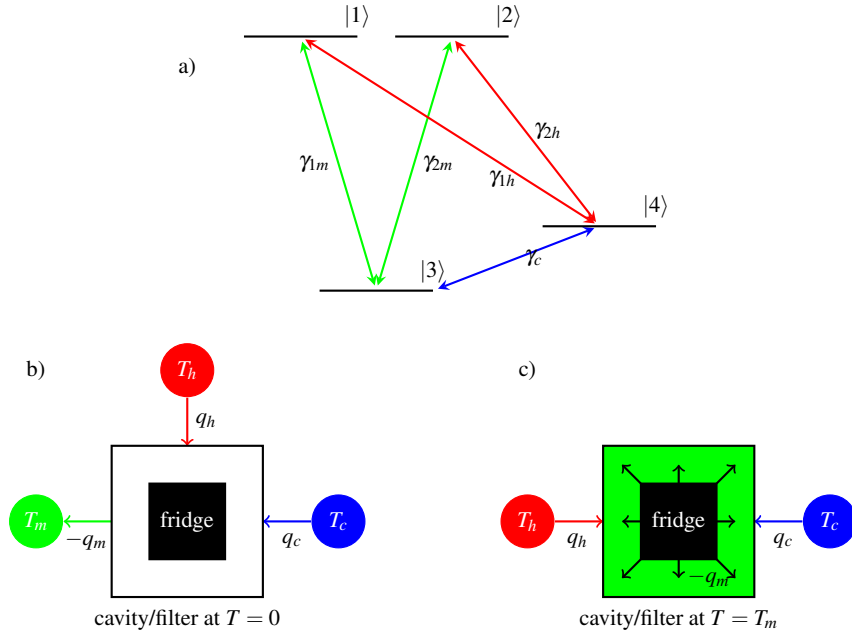 |1⟩
|2⟩
a)
γ2h
γ1m
γ2m
γ1h
|4⟩
γc
|3⟩
b)
c)
Th
qh
Tm
fridge
Tc
−qm
qc
cavity/filter at T = 0
Th
fridge
Tc
qh
qc
−qm
cavity/filter at T = Tm